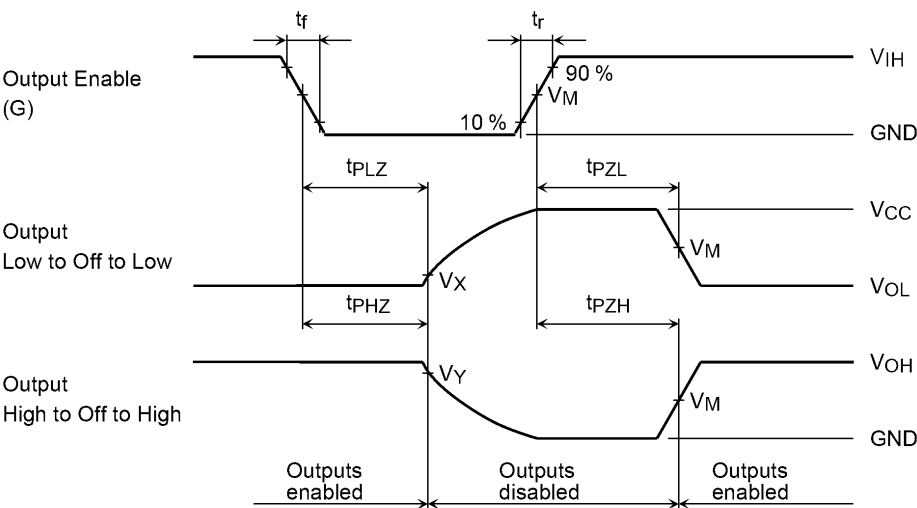 tf
tr
VIH
Output Enable
(G)
90 %
VM
10 %
GND
tPLZ
tPZL
VCC
Output
Low to Off to Low
VM
VX
VOL
tPHZ
tPZH
VOH
Output
High to Off to High
VY
VM
GND
Outputs
enabled
Outputs
disabled
Outputs
enabled